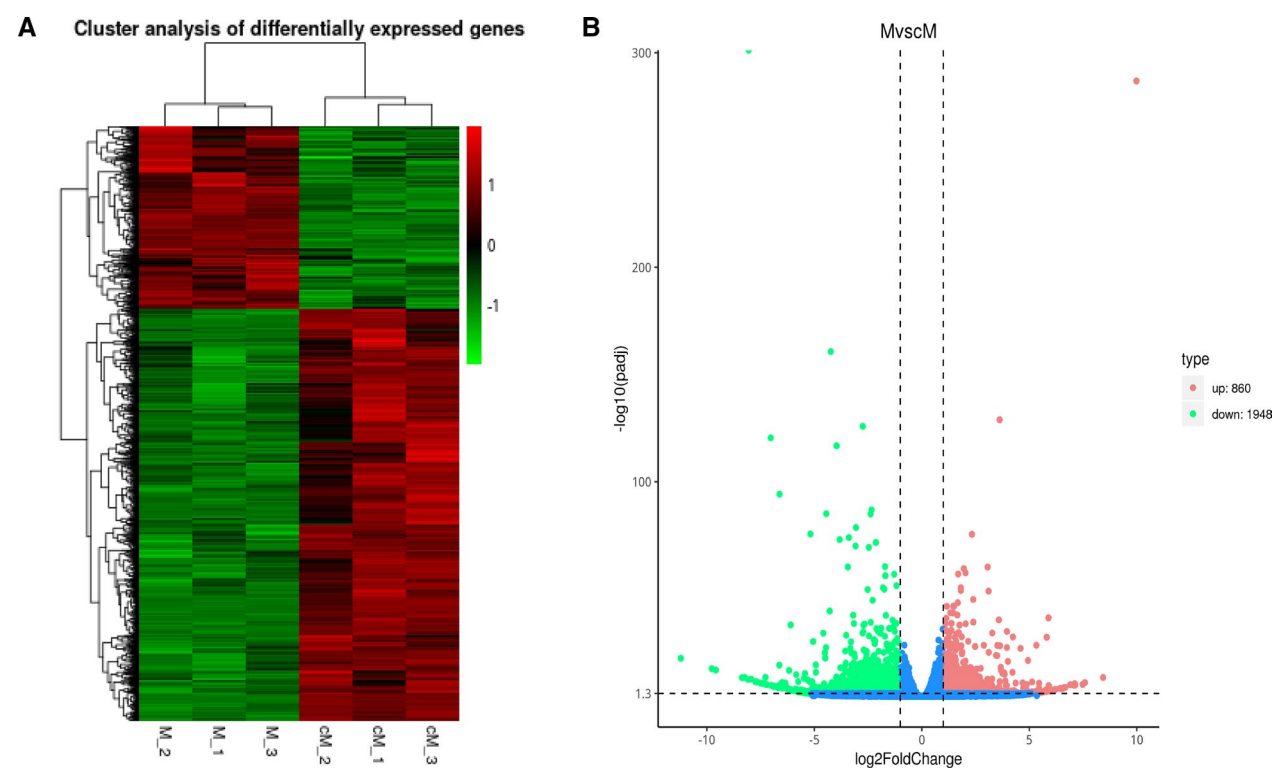 A
Cluster analysis of differentially expressed genes
1
0
-1
M_2
M_1
M_3
cM_2
cM_1
cM_3
B
MvscM
300
200
100
1.3
-log10(padj)
-10
-5
0
5
10
log2FoldChange
type
up: 860
down: 1948